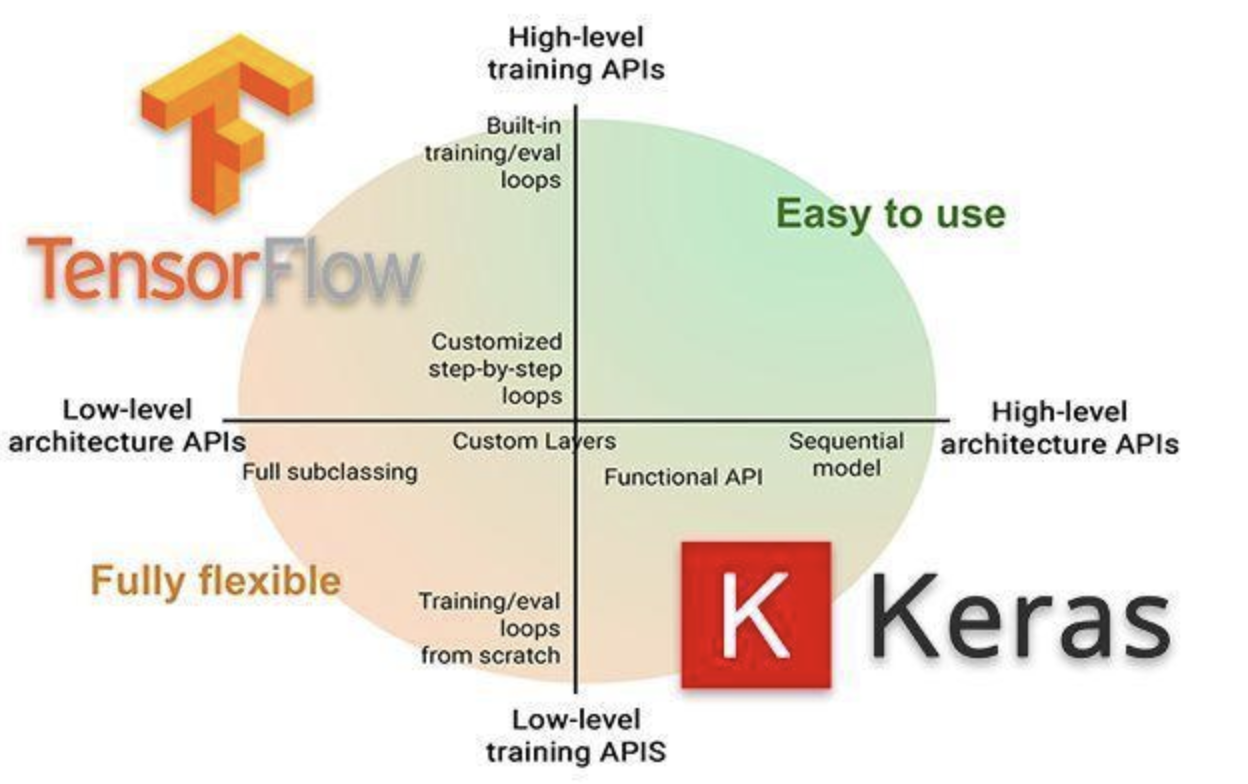 High-level
training APIs
Built-in
training/eval
loops
Easy to use
TensorFlow
Customized
step-by-step
loops
Low-level
architecture APIs
High-level
architecture APIs
Custom Layers
Sequential
model
Full subclassing
Functional API
Fully flexible
K Keras
Training/eval
loops
from scratch
Low-level
training APIS